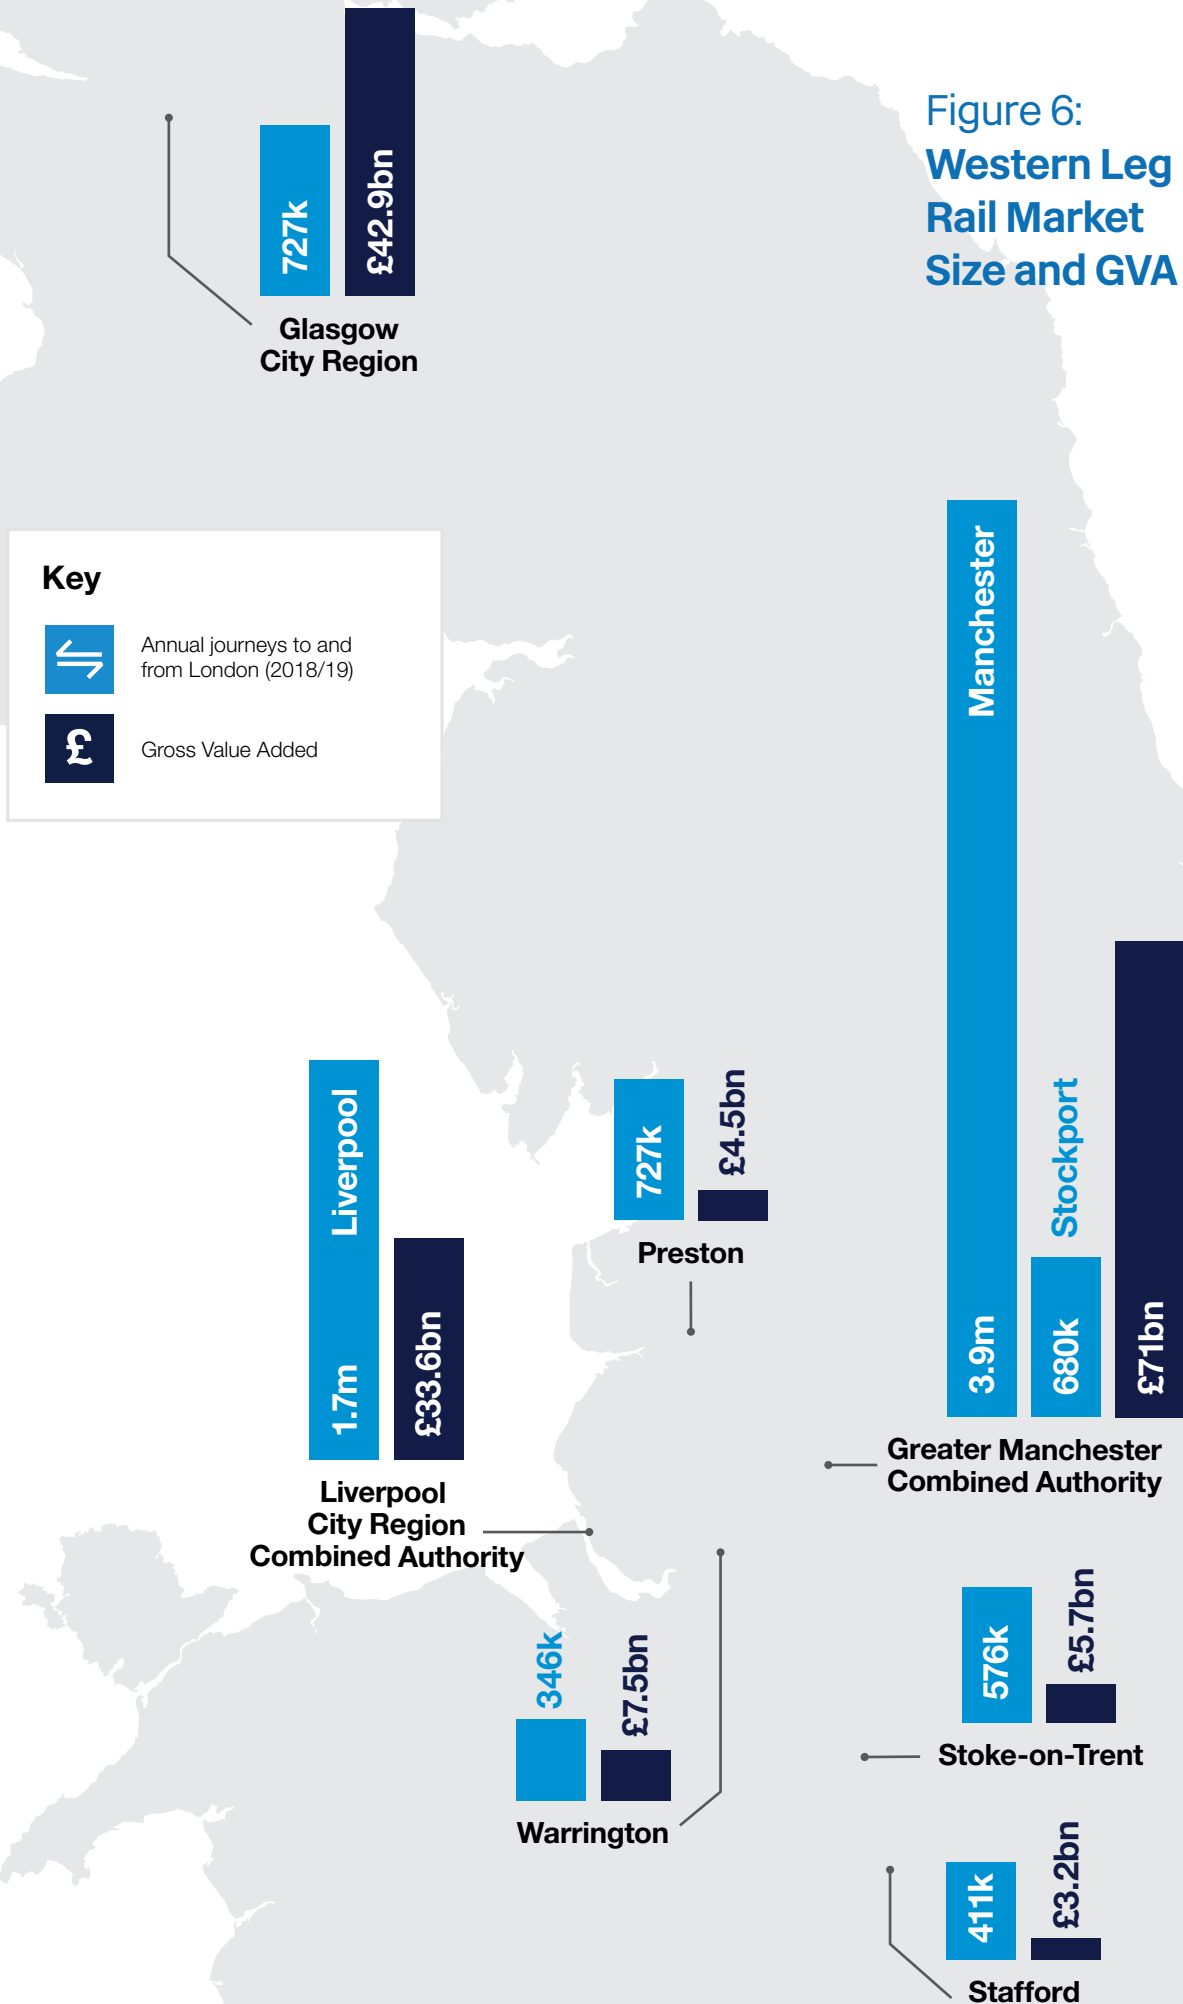 Figure 6:
Western Leg
Rail Market
Size and GVA
727k
£42.9bn
Glasgow
City Region
Key
Annual journeys to and
from London (2018/19)
£
Gross Value Added
Manchester
3.9m
Stockport
680k
£71bn
Greater Manchester
Combined Authority
Liverpool
1.7m
£33.6bn
Liverpool
City Region
Combined Authority
727k
£4.5bn
Preston
346k
£7.5bn
Warrington
576k
£5.7bn
Stoke-on-Trent
411k
£3.2bn
Stafford